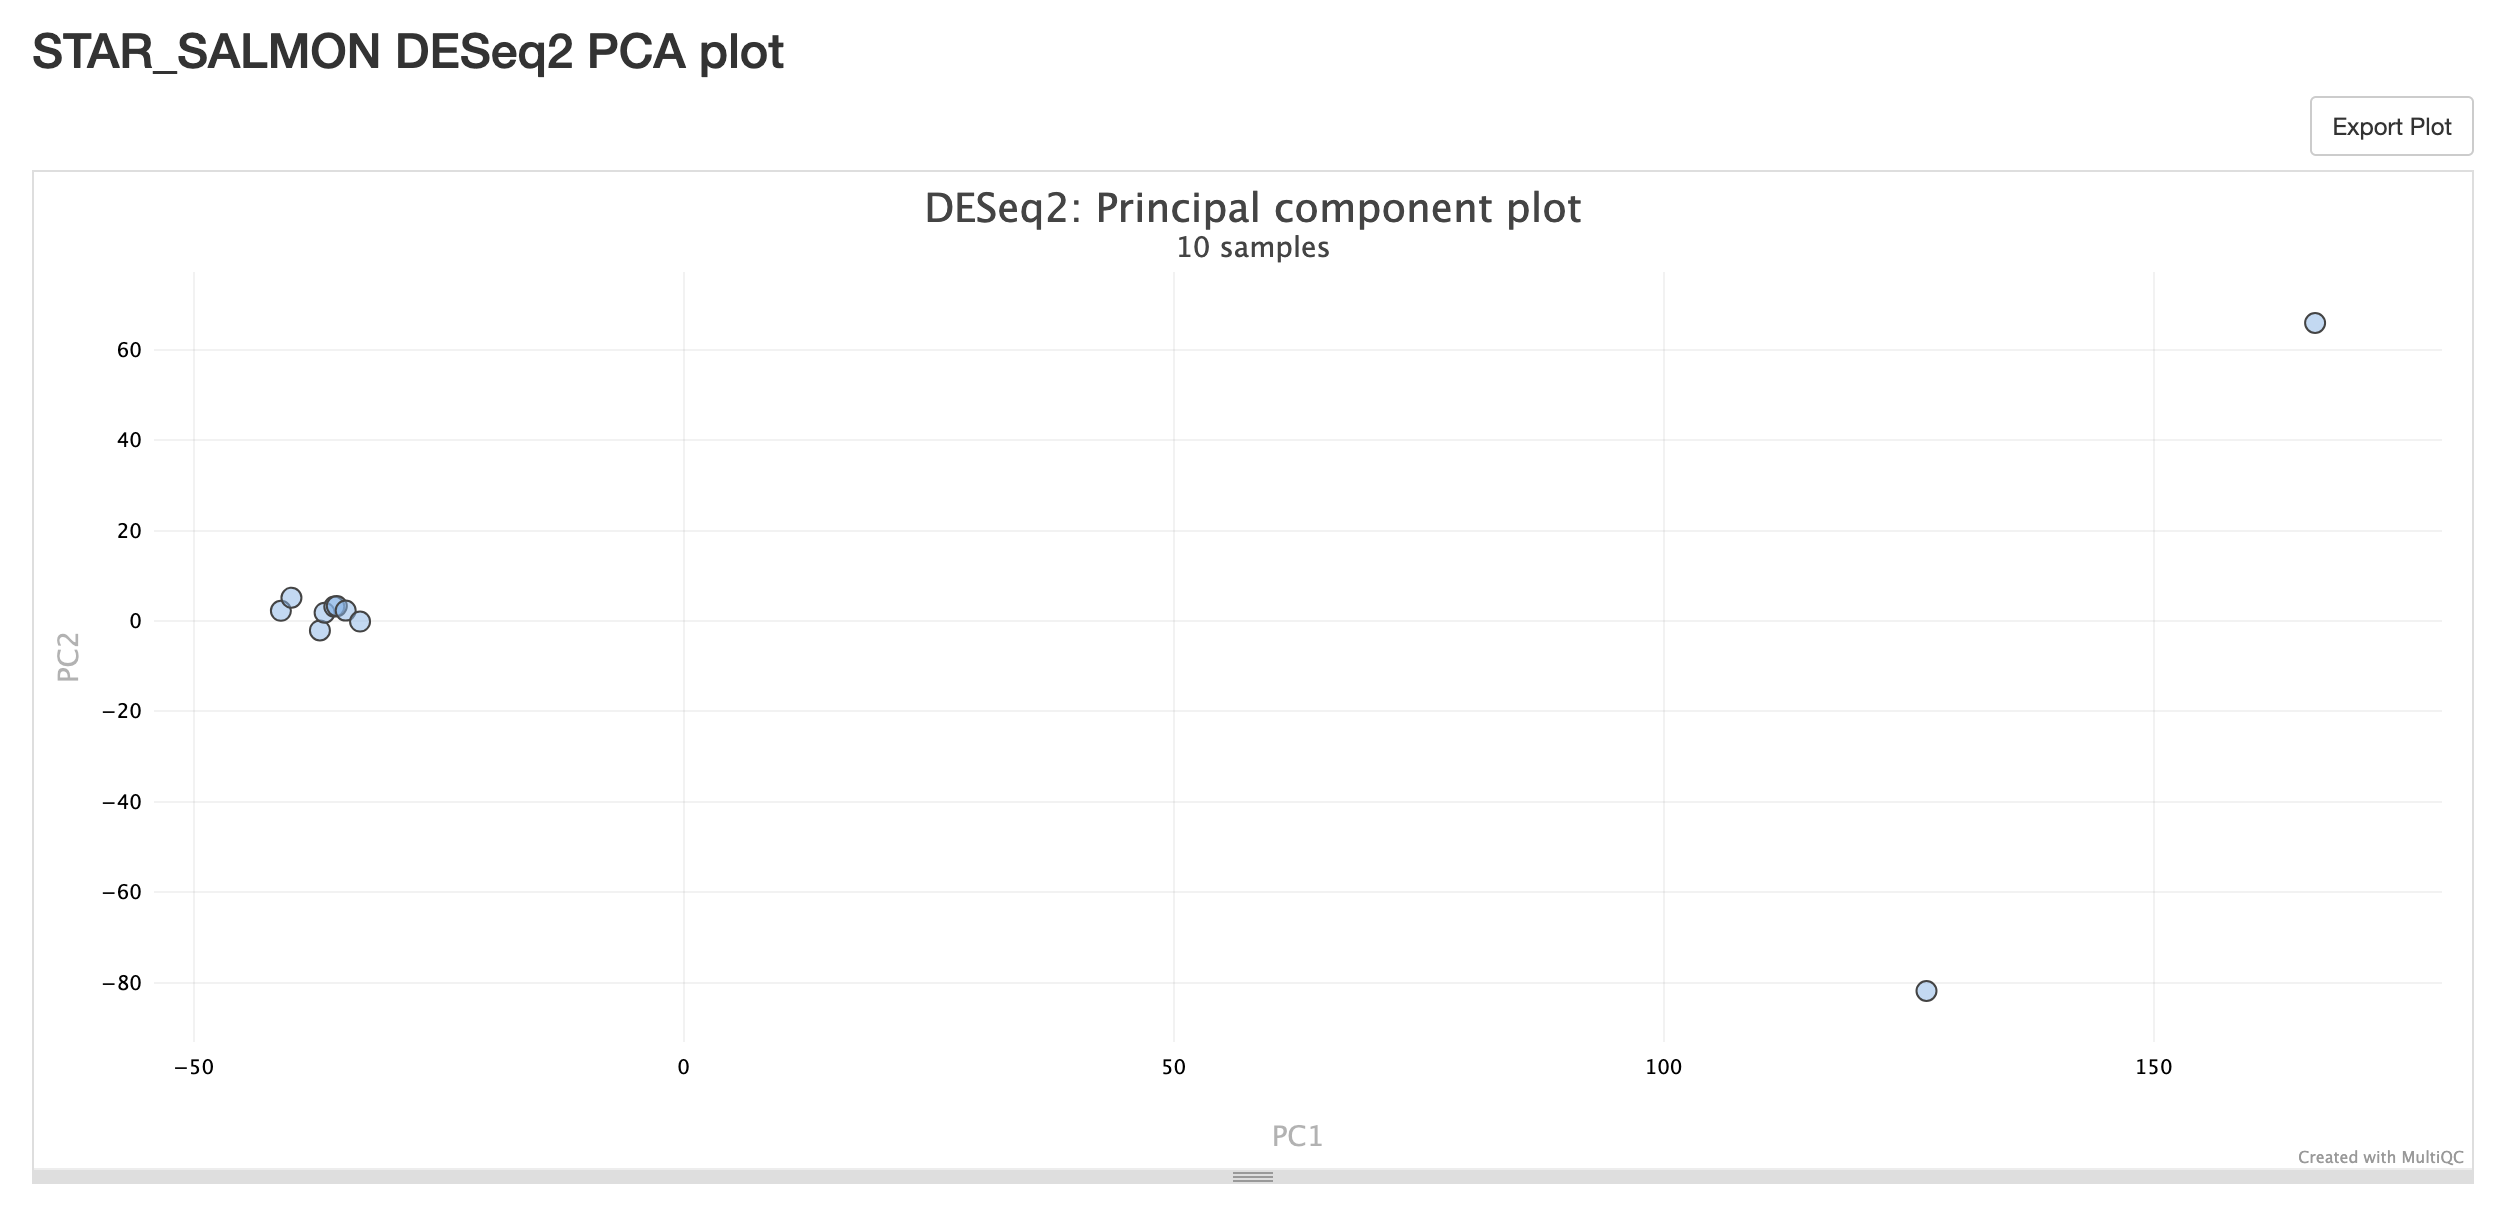 STAR_SALMON DESeq2 PCA plot
Export Plot
DESeq2: Principal component plot
10 samples
60
40
20
0
−20
−40
−60
−80
PC2
−50 0 50 100 150
PC1
Created with MultiQC